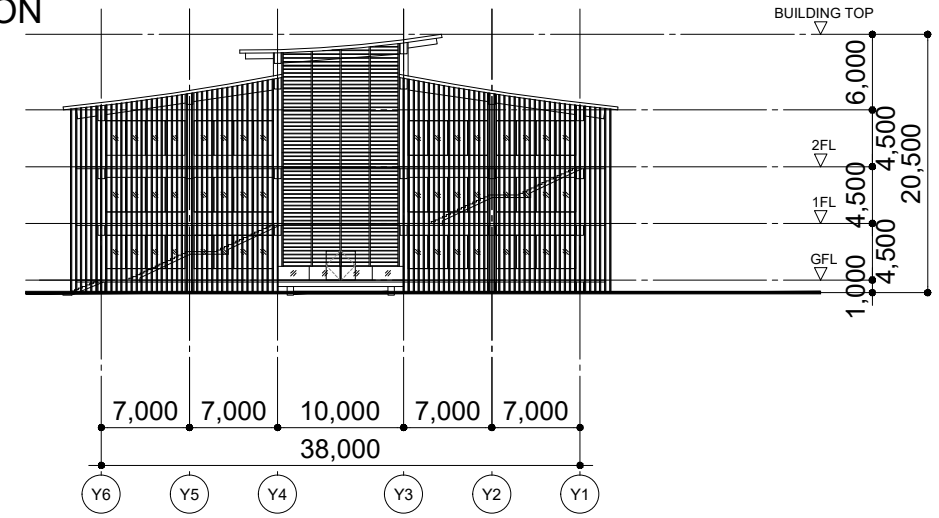 ON
BUILDING TOP
6,000
4,500
20,500
2FL
4,500
1FL
4,500
GFL
1,000
7,000 7,000 10,000 7,000 7,000
38,000
Y6 Y5 Y4 Y3 Y2 Y1